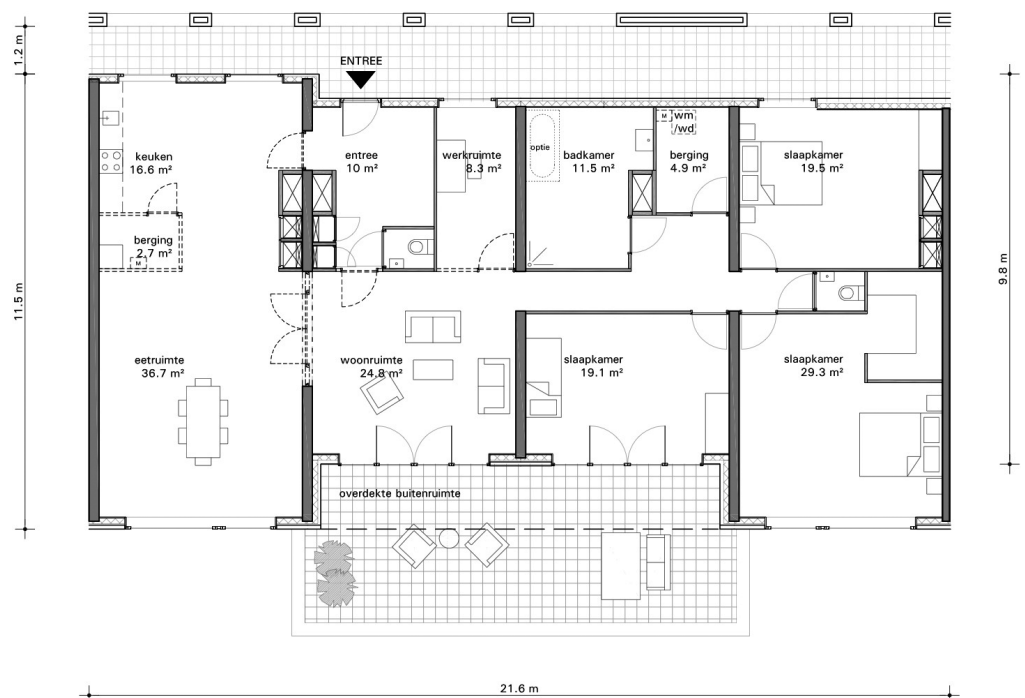 1.2 m
ENTREE
keuken
16.6 m²
entree
10 m²
werkruimte
8.3 m²
optie
badkamer
11.5 m²
M
wm
/wd
berging
4.9 m²
slaapkamer
19.5 m²
berging
2,7 m²
M
11.5 m
9.8 m
eetruimte
36.7 m²
woonruimte
24,8 m²
slaapkamer
19.1 m²
slaapkamer
29.3 m²
overdekte buitenruimte
21.6 m